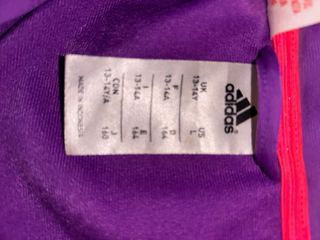 adidas
UK US
13-14Y L
F D
13-14A 164
I E
13-14A 164
CDN J
13-14Y/A 160
MADE IN INDONESIA